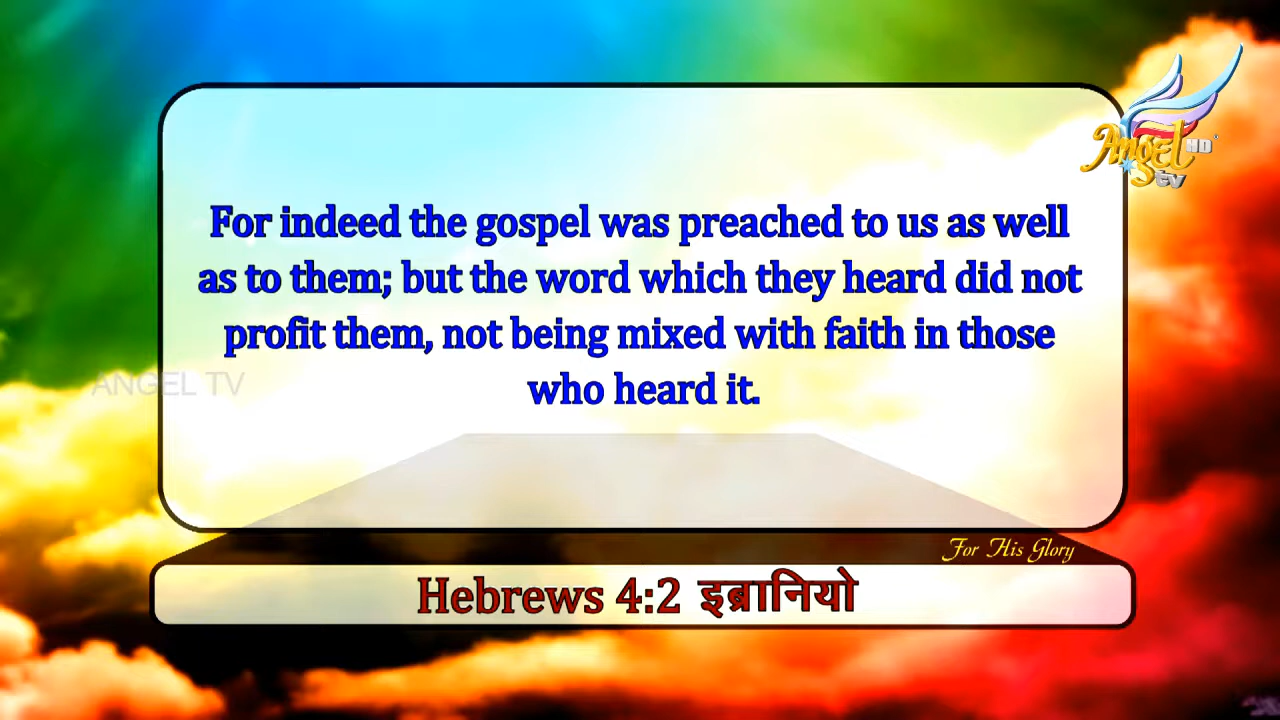 Angel HD
tv
For indeed the gospel was preached to us as well
as to them; but the word which they heard did not
profit them, not being mixed with faith in those
who heard it.
ANGEL TV
For His Glory
Hebrews 4:2 इब्रानियो